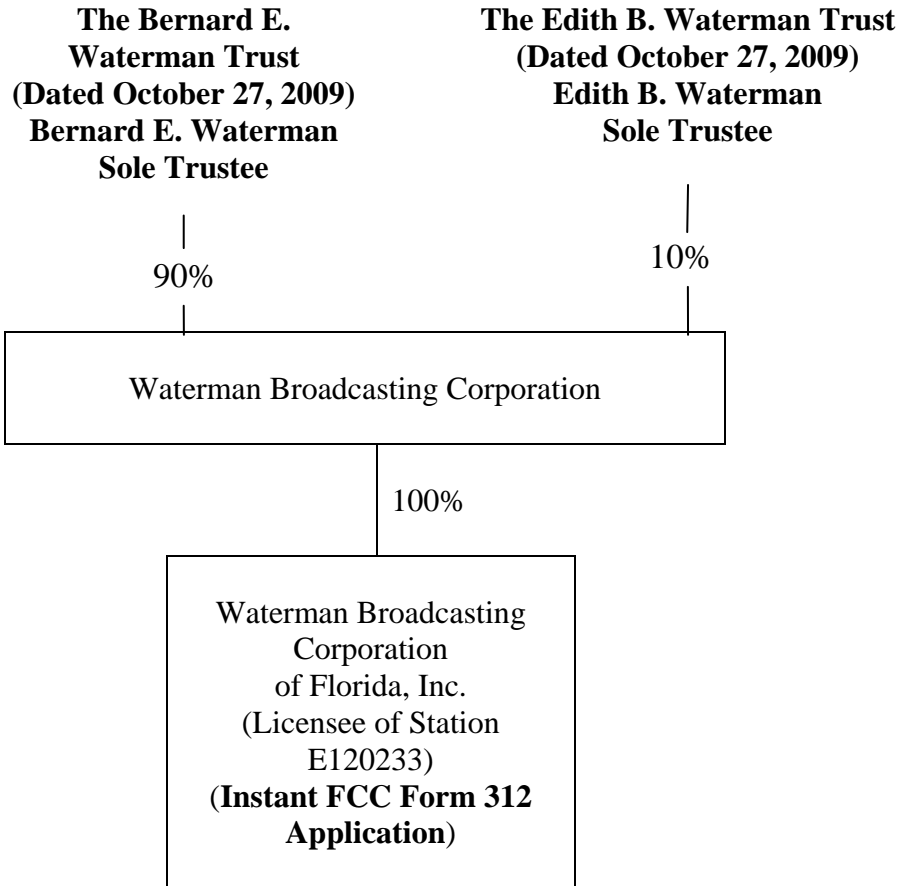 The Bernard E.
Waterman Trust
(Dated October 27, 2009)
Bernard E. Waterman
Sole Trustee
The Edith B. Waterman Trust
(Dated October 27, 2009)
Edith B. Waterman
Sole Trustee
90%
10%
Waterman Broadcasting Corporation
100%
Waterman Broadcasting
Corporation
of Florida, Inc.
(Licensee of Station
E120233)
(Instant FCC Form 312
Application)